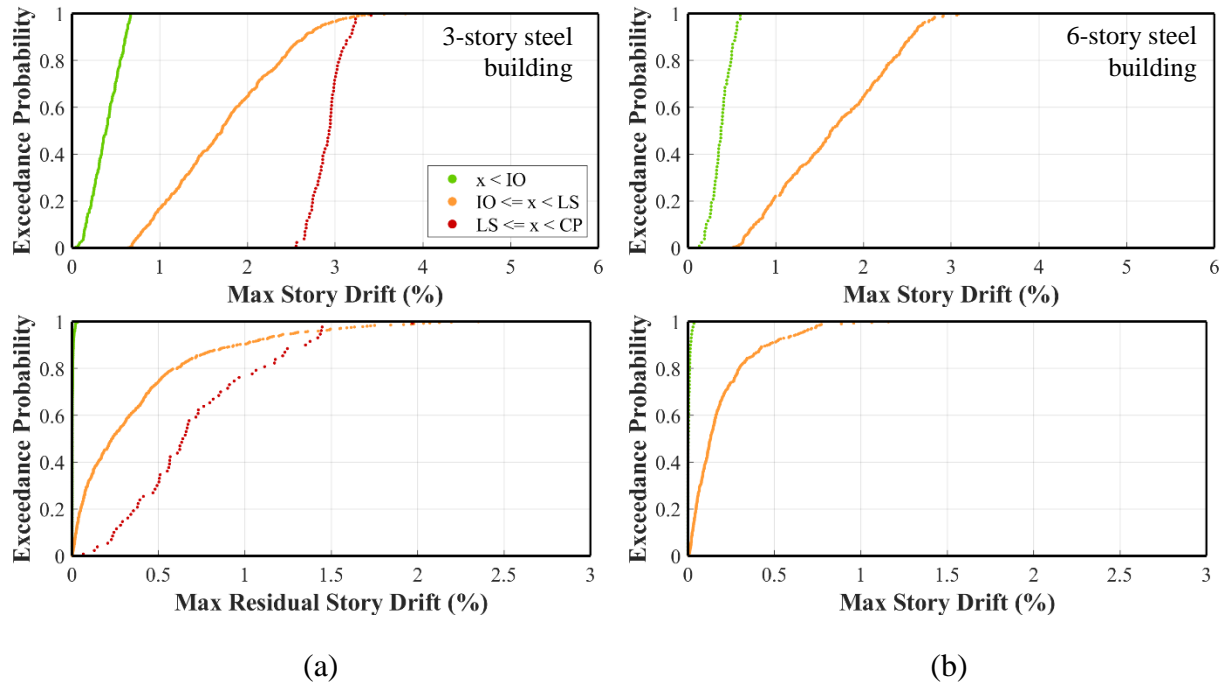 Exceedance Probability
1
0.8
0.6
0.4
0.2
0
3-story steel
building
x < IO
IO <= x < LS
LS <= x < CP
0 1 2 3 4 5 6
Max Story Drift (%)
Exceedance Probability
1
0.8
0.6
0.4
0.2
0
6-story steel
building
0 1 2 3 4 5 6
Max Story Drift (%)
Exceedance Probability
1
0.8
0.6
0.4
0.2
0
0 0.5 1 1.5 2 2.5 3
Max Residual Story Drift (%)
Exceedance Probability
1
0.8
0.6
0.4
0.2
0
0 0.5 1 1.5 2 2.5 3
Max Story Drift (%)
(a)
(b)